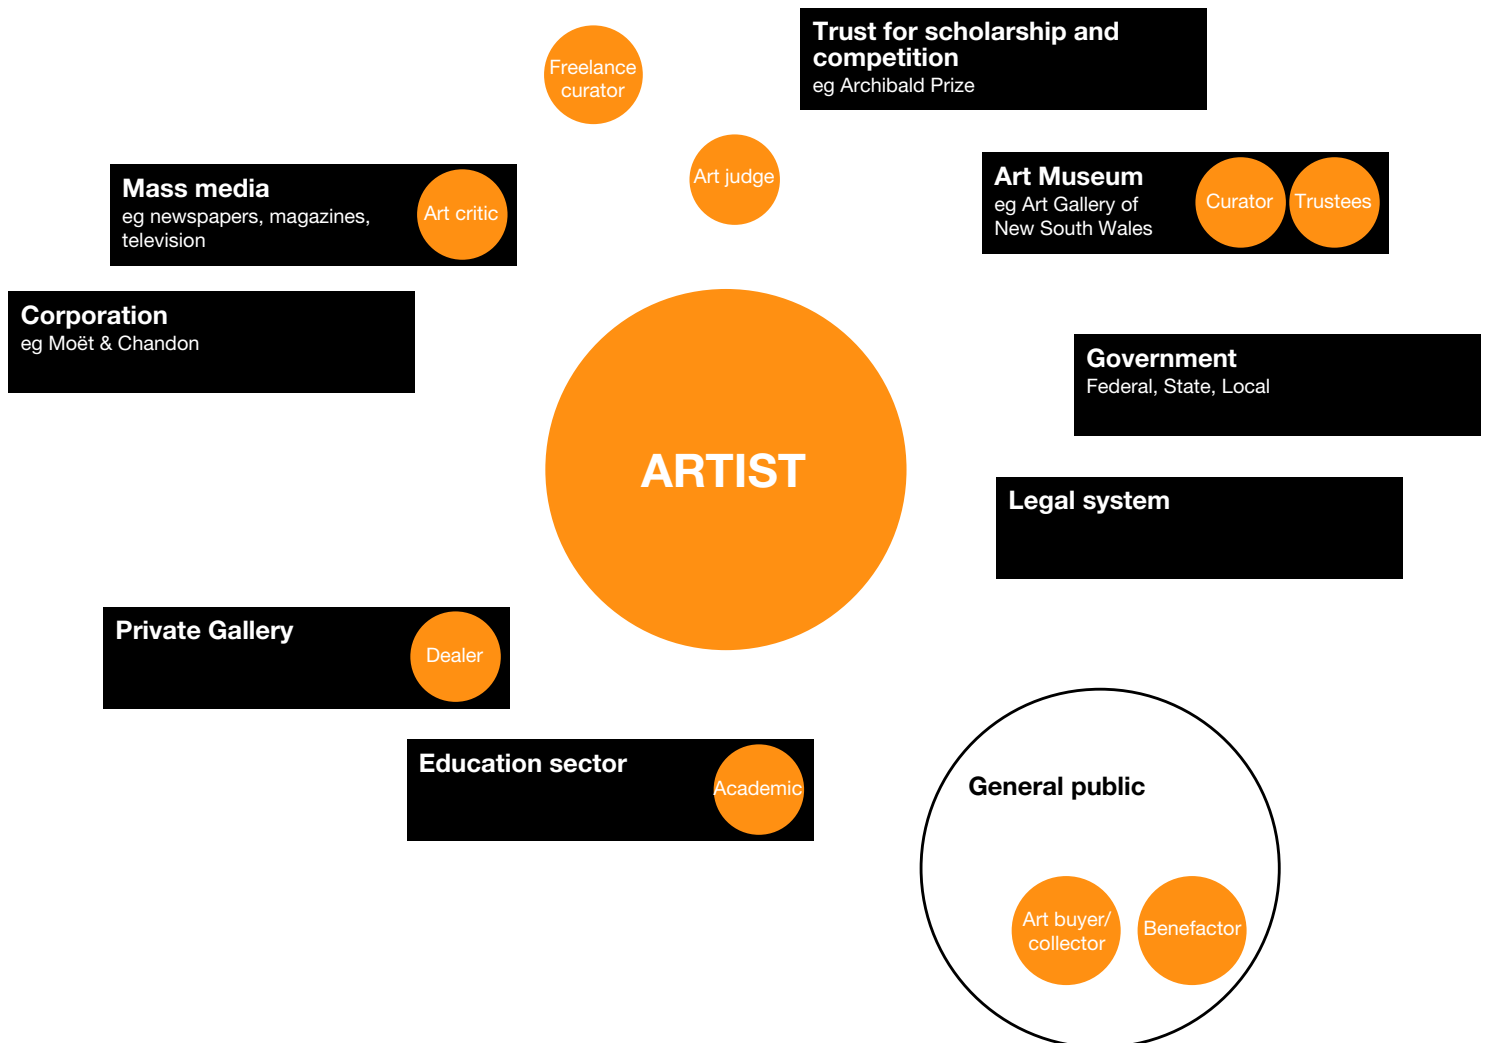 Freelance
curator
Trust for scholarship and
competition
eg Archibald Prize
Art judge
Mass media
eg newspapers, magazines,
television
Art critic
Art Museum
eg Art Gallery of
New South Wales
Curator
Trustees
Corporation
eg Moët & Chandon
Government
Federal, State, Local
ARTIST
Legal system
Private Gallery
Dealer
Education sector
Academic
General public
Art buyer/
collector
Benefactor